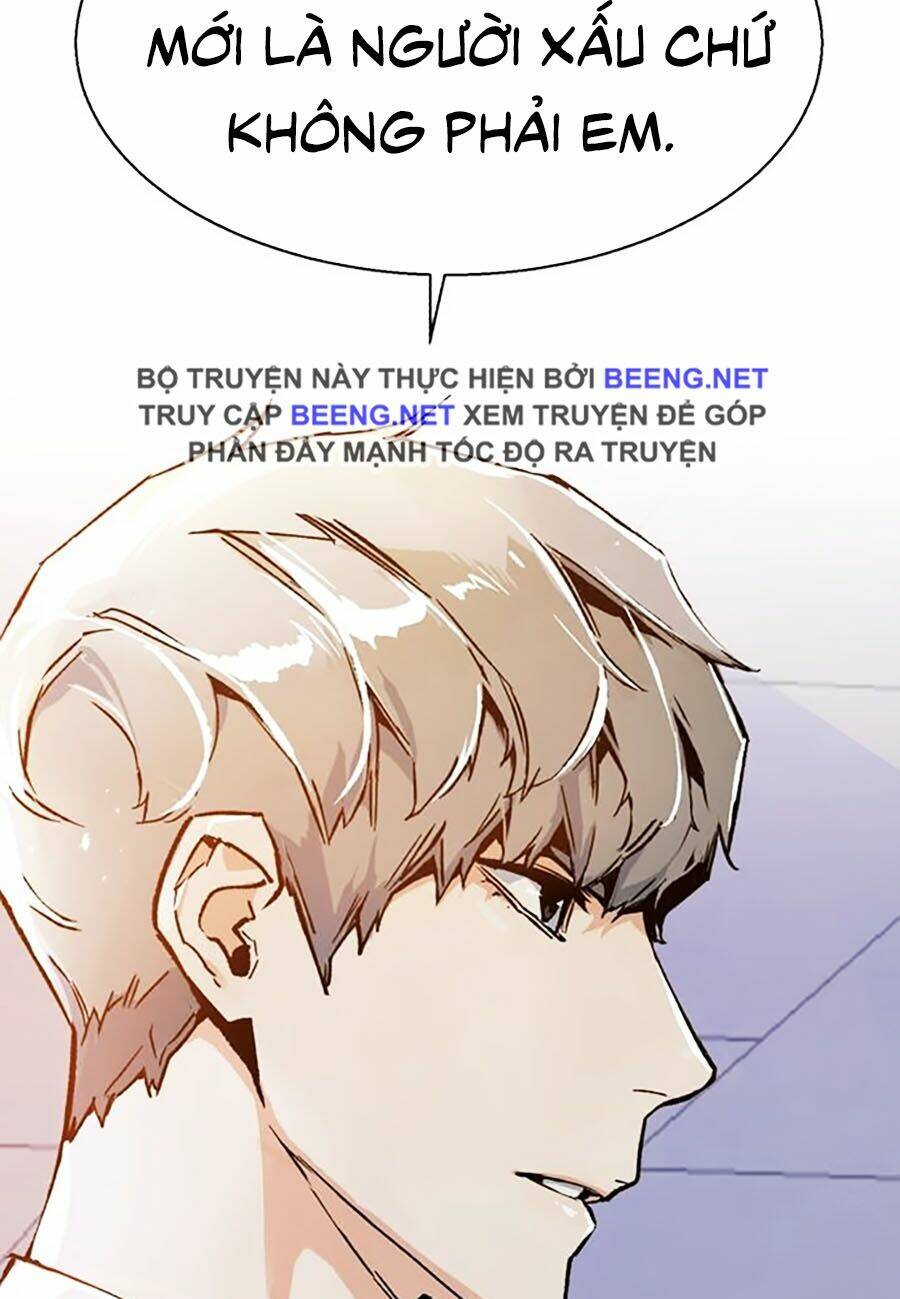 MỚI LÀ NGƯỜI XẤU CHỨ
KHÔNG PHẢI EM.
BỘ TRUYỆN NÀY THỰC HIỆN BỞI BEENG.NET
TRUY CẬP BEENG.NET XEM TRUYỆN ĐỂ GÓP
PHẦN ĐẨY MẠNH TỐC ĐỘ RA TRUYỆN